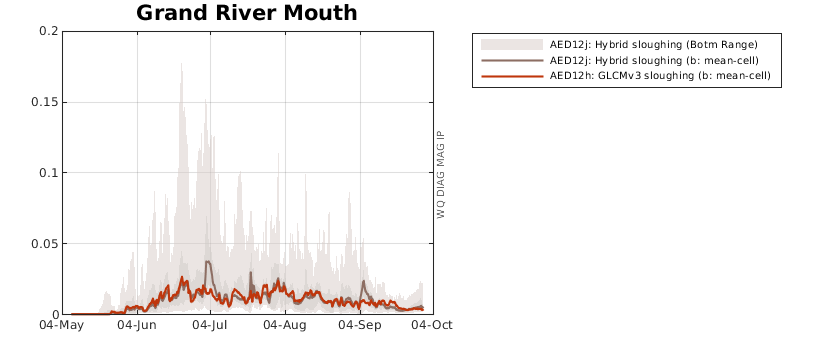 Grand River Mouth
0.2
0.15
0.1
0.05
0
04-May
04-Jun
04-Jul
04-Aug
04-Sep
04-Oct
WQ DIAG MAG IP
AED12j: Hybrid sloughing (Botm Range)
AED12j: Hybrid sloughing (b: mean-cell)
AED12h: GLCMv3 sloughing (b: mean-cell)